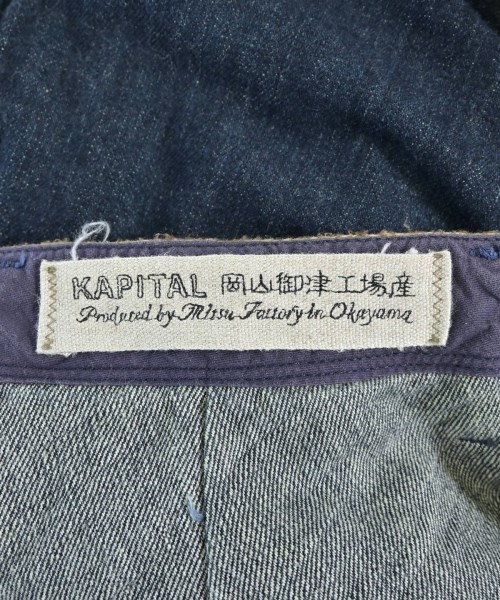 KAPITAL 岡山御津工場産
Produced by Mitsu Factory in Okayama